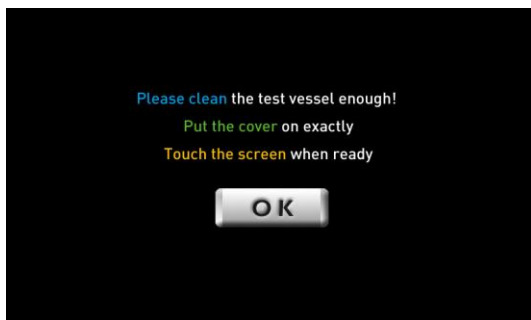 Please clean the test vessel enough!
Put the cover on exactly
Touch the screen when ready
OK